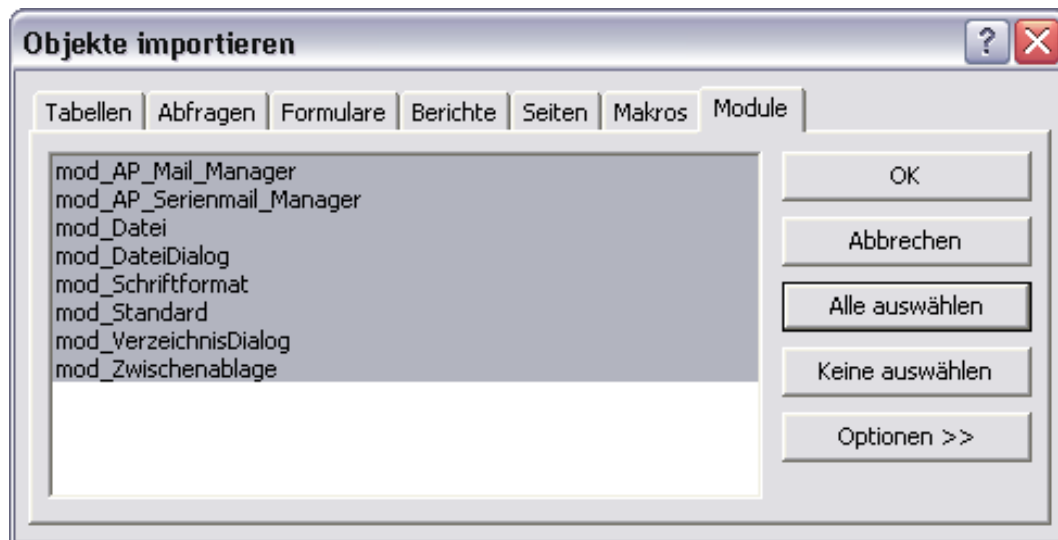 Objekte importieren
?
Tabellen Abfragen Formulare Berichte Seiten Makros Module
mod_AP_Mail_Manager
mod_AP_Serienmail_Manager
mod_Datei
mod_DateiDialog
mod_Schriftformat
mod_Standard
mod_VerzeichnisDialog
mod_Zwischenablage
OK
Abbrechen
Alle auswählen
Keine auswählen
Optionen >>